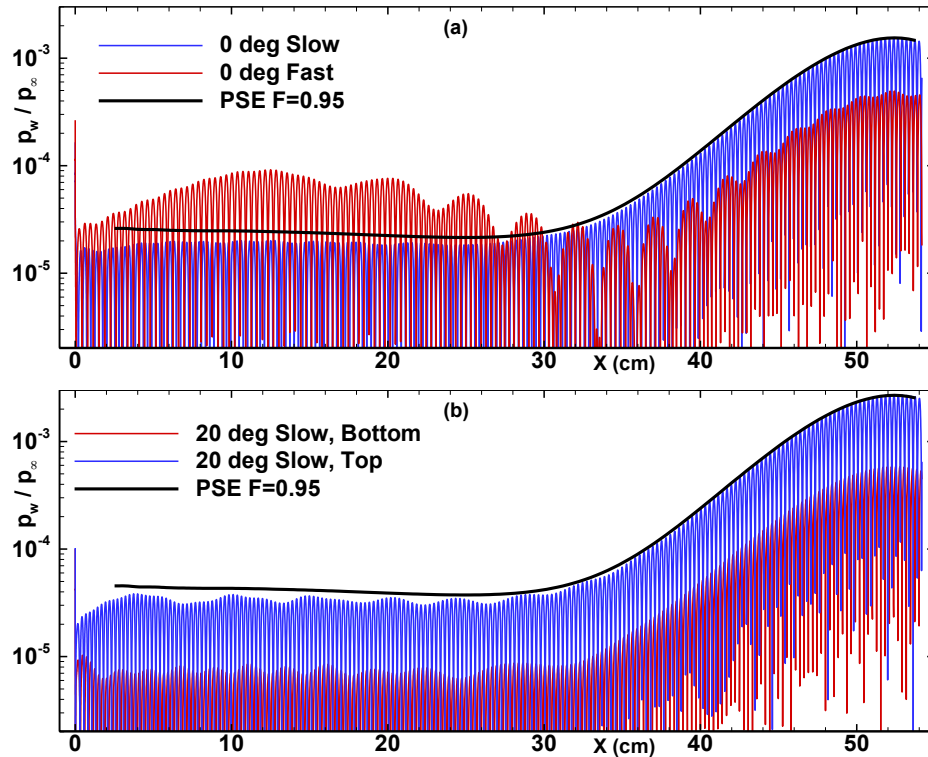 (a)
0 deg Slow
0 deg Fast
PSE F=0.95
p_w / p_∞
10^-3
10^-4
10^-5
0
10
20
30
40
50
X (cm)
(b)
20 deg Slow, Bottom
20 deg Slow, Top
PSE F=0.95
p_w / p_∞
10^-3
10^-4
10^-5
0
10
20
30
40
50
X (cm)